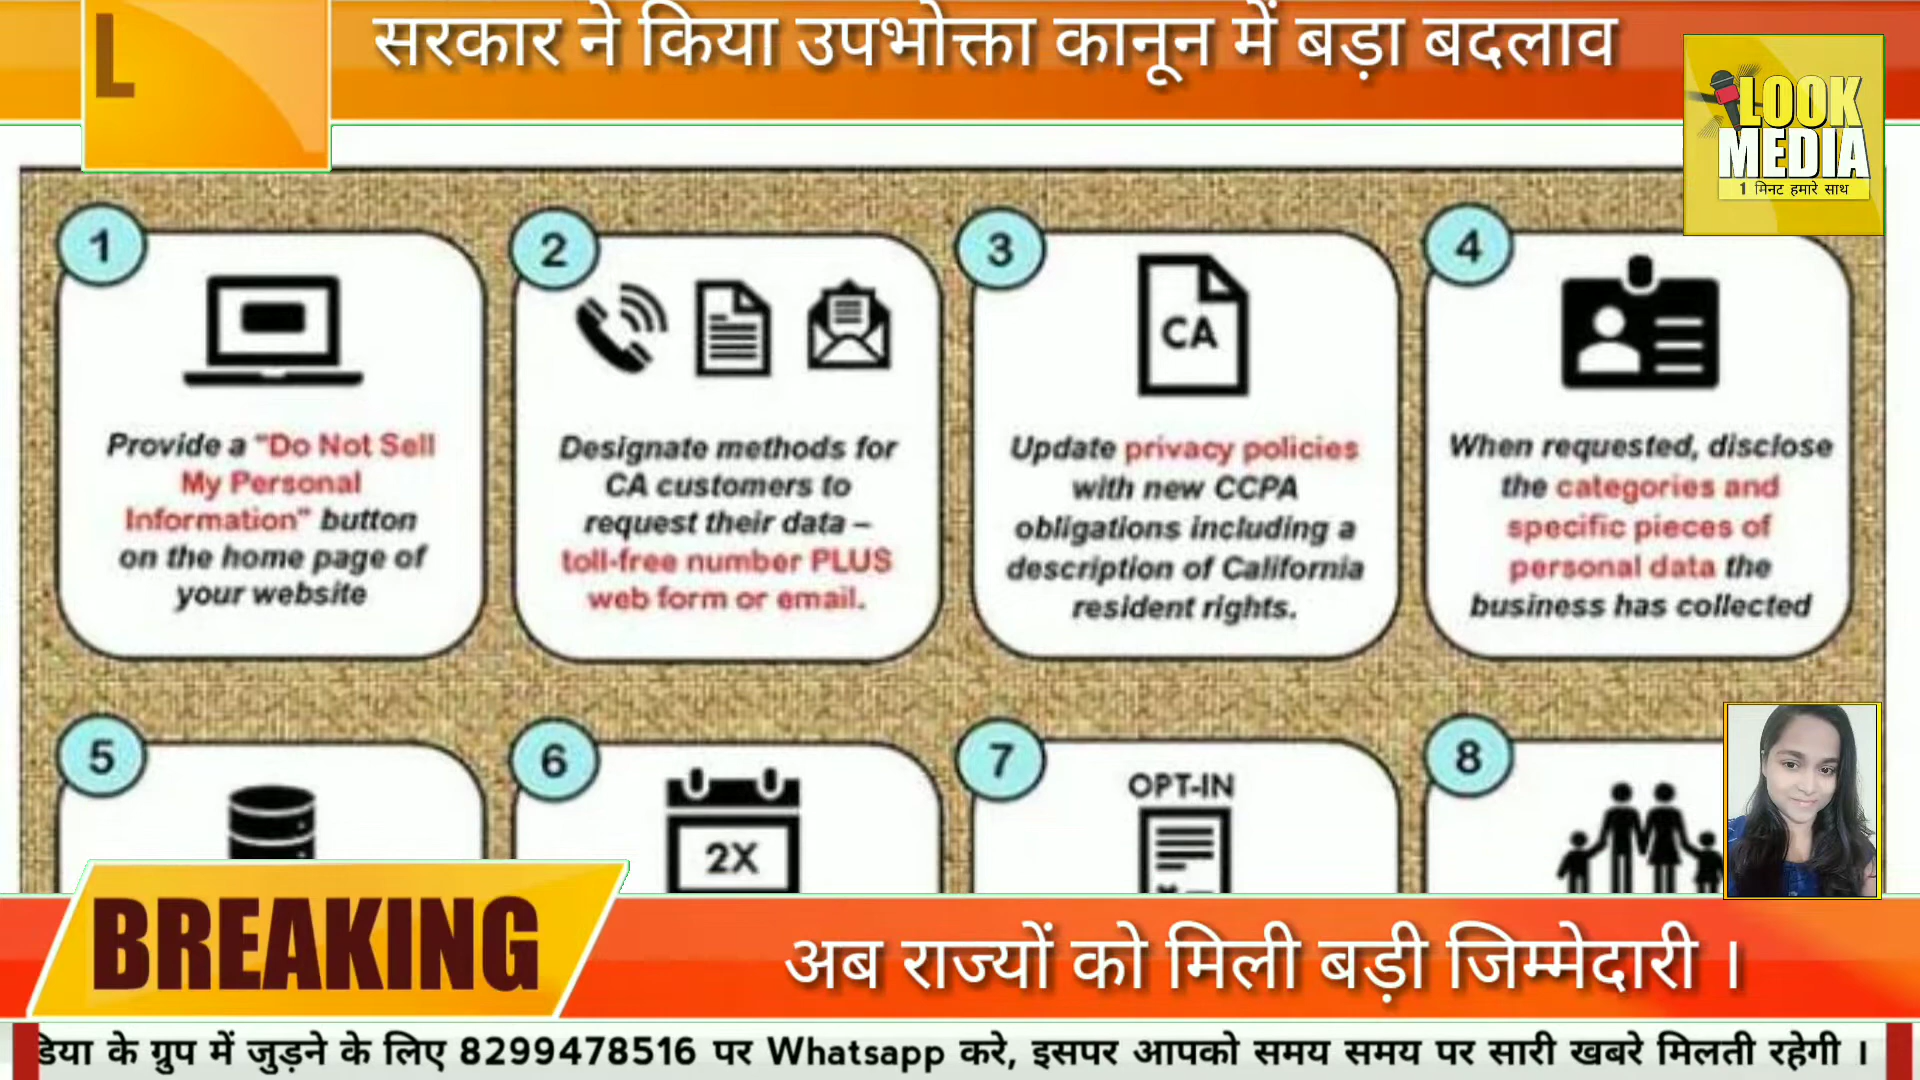 L
सरकार ने किया उपभोक्ता कानून में बड़ा बदलाव
LOOK
MEDIA
1 मिनट हमारे साथ
1
Provide a "Do Not Sell
My Personal
Information" button
on the home page of
your website
2
Designate methods for
CA customers to
request their data –
toll-free number PLUS
web form or email.
3
CA
Update privacy policies
with new CCPA
obligations including a
description of California
resident rights.
4
When requested, disclose
the categories and
specific pieces of
personal data the
business has collected
5
6
2X
7
OPT-IN
8
BREAKING
अब राज्यों को मिली बड़ी जिम्मेदारी ।
डिया के ग्रुप में जुड़ने के लिए 8299478516 पर Whatsapp करे, इसपर आपको समय समय पर सारी खबरे मिलती रहेगी ।